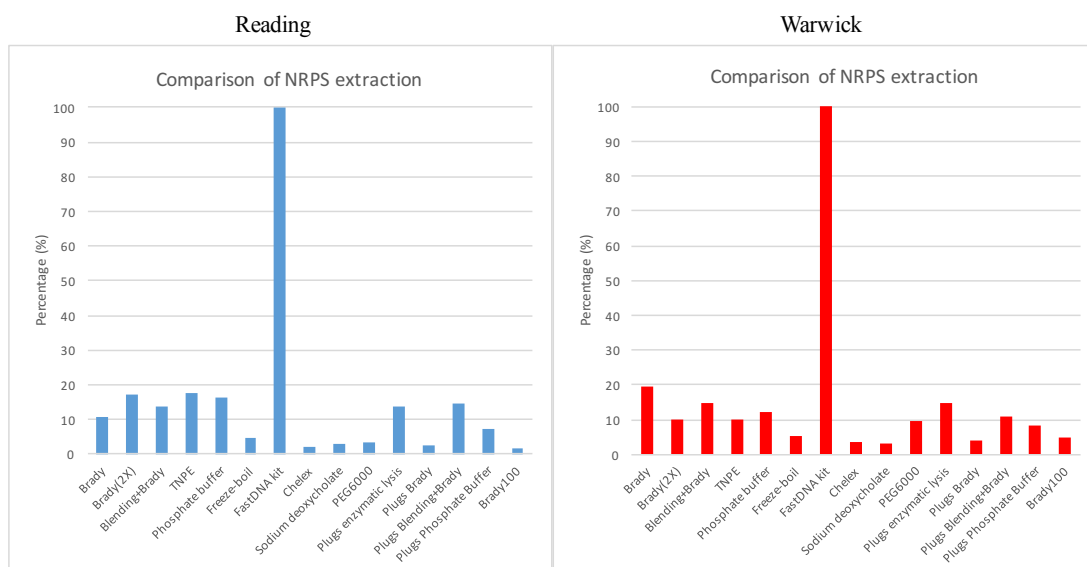 Reading
Comparison of NRPS extraction
Percentage (%)
100
90
80
70
60
50
40
30
20
10
0
Brady
Brady(2X)
Blending+Brady
TNPE
Phosphate buffer
Freeze-boil
FastDNA kit
Chelex
Sodium deoxycholate
PEG6000
Plugs enzymatic lysis
Plugs Brady
Plugs Blending+Brady
Plugs Phosphate Buffer
Brady100
Warwick
Comparison of NRPS extraction
Percentage (%)
100
90
80
70
60
50
40
30
20
10
0
Brady
Brady(2X)
Blending+Brady
TNPE
Phosphate buffer
Freeze-boil
FastDNA kit
Chelex
Sodium deoxycholate
PEG6000
Plugs enzymatic lysis
Plugs Brady
Plugs Blending+Brady
Plugs Phosphate Buffer
Brady100